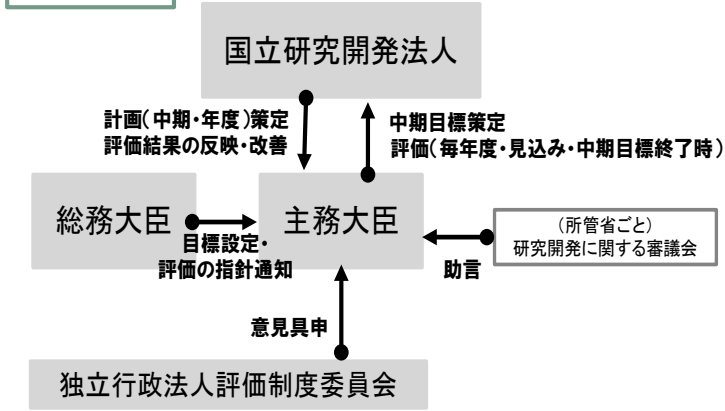 国立研究開発法人
計画(中期・年度)策定
評価結果の反映・改善
中期目標策定
評価(毎年度・見込み・中期目標終了時)
総務大臣
主務大臣
目標設定・
評価の指針通知
(所管省ごと)
研究開発に関する審議会
助言
意見具申
独立行政法人評価制度委員会